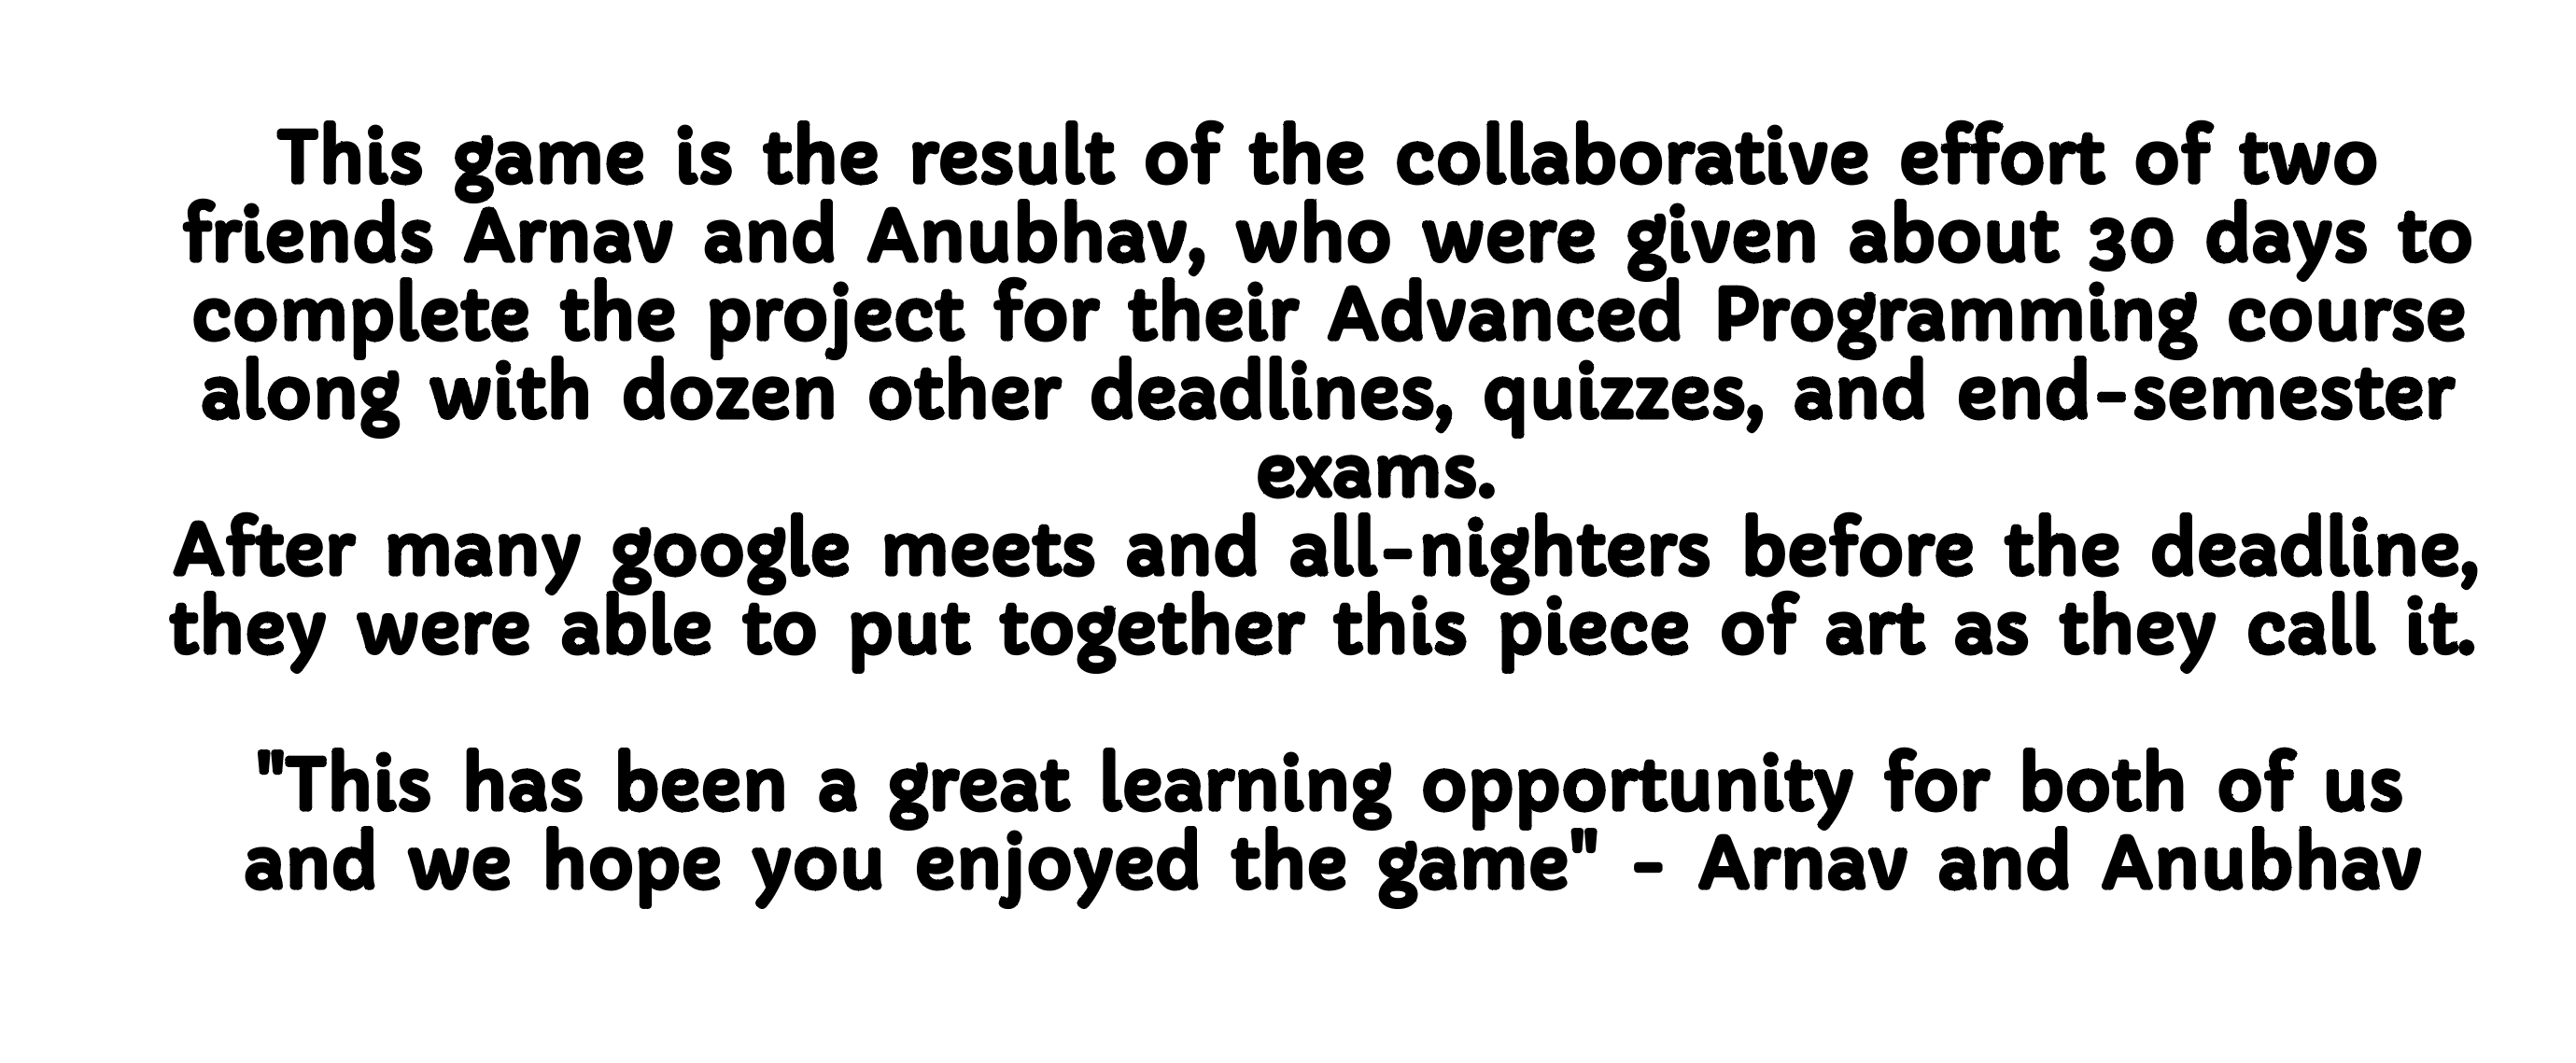 This game is the result of the collaborative effort of two
friends Arnav and Anubhav, who were given about 30 days to
complete the project for their Advanced Programming course
along with dozen other deadlines, quizzes, and end-semester
exams.
After many google meets and all-nighters before the deadline,
they were able to put together this piece of art as they call it.
"This has been a great learning opportunity for both of us
and we hope you enjoyed the game" - Arnav and Anubhav